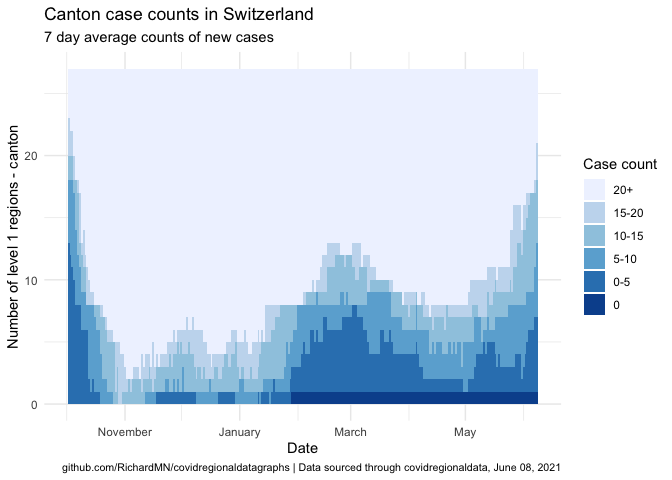 Canton case counts in Switzerland
7 day average counts of new cases
Number of level 1 regions - canton
20
10
0
November
January
March
May
Date
Case count
20+
15-20
10-15
5-10
0-5
0
github.com/RichardMN/covidregionaldatagraphs | Data sourced through covidregionaldata, June 08, 2021